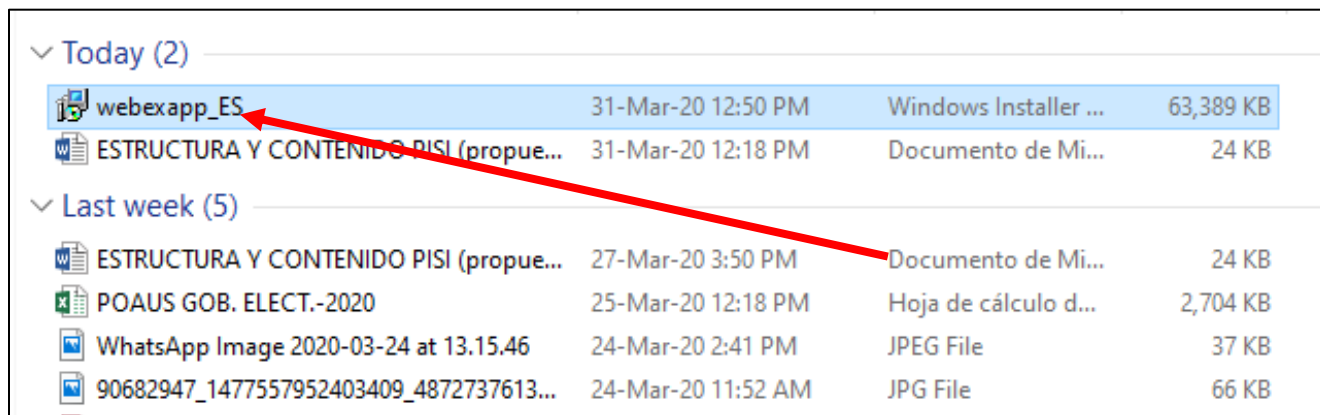 Today (2)
webexapp_ES 31-Mar-20 12:50 PM Windows Installer ... 63,389 KB
ESTRUCTURA Y CONTENIDO PISI (propue... 31-Mar-20 12:18 PM Documento de Mi... 24 KB
Last week (5)
ESTRUCTURA Y CONTENIDO PISI (propue... 27-Mar-20 3:50 PM Documento de Mi... 24 KB
POAUS GOB. ELECT.-2020 25-Mar-20 12:18 PM Hoja de cálculo d... 2,704 KB
WhatsApp Image 2020-03-24 at 13.15.46 24-Mar-20 2:41 PM JPEG File 37 KB
90682947_1477557952403409_4872737613... 24-Mar-20 11:52 AM JPG File 66 KB